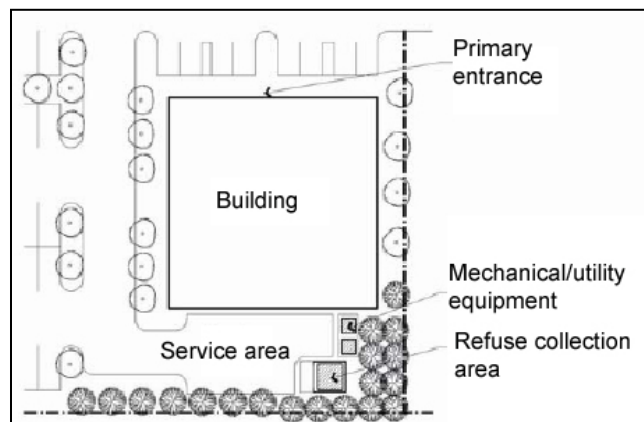 Primary
entrance
Building
Mechanical/utility
equipment
Service area
Refuse collection
area